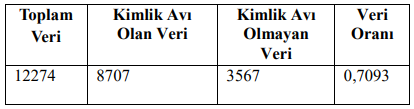 Toplam
Veri
Kimlik Avı
Olan Veri
Kimlik Avı
Olmayan
Veri
Veri
Oranı
12274
8707
3567
0,7093